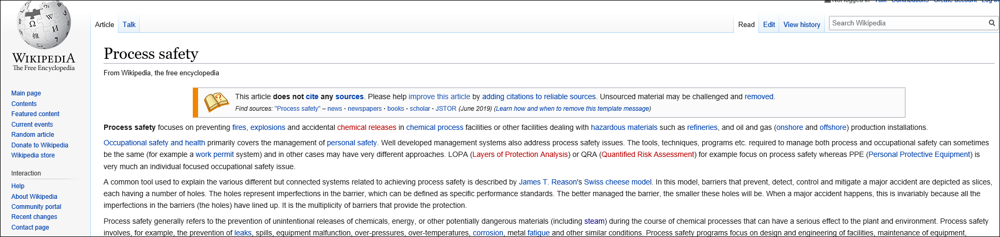 Not logged in Talk Contributions Create account Log in
Article Talk Read Edit View history Search Wikipedia
WIKIPEDIA
The Free Encyclopedia
Main page
Contents
Featured content
Current events
Random article
Donate to Wikipedia
Wikipedia store
Interaction
Help
About Wikipedia
Community portal
Recent changes
Contact page
Process safety
From Wikipedia, the free encyclopedia
This article does not cite any sources. Please help improve this article by adding citations to reliable sources. Unsourced material may be challenged and removed.
Find sources: "Process safety" – news · newspapers · books · scholar · JSTOR (June 2019) (Learn how and when to remove this template message)
Process safety focuses on preventing fires, explosions and accidental chemical releases in chemical process facilities or other facilities dealing with hazardous materials such as refineries, and oil and gas (onshore and offshore) production installations.
Occupational safety and health primarily covers the management of personal safety. Well developed management systems also address process safety issues. The tools, techniques, programs etc. required to manage both process and occupational safety can sometimes
be the same (for example a work permit system) and in other cases may have very different approaches. LOPA (Layers of Protection Analysis) or QRA (Quantified Risk Assessment) for example focus on process safety whereas PPE (Personal Protective Equipment) is
very much an individual focused occupational safety issue.
A common tool used to explain the various different but connected systems related to achieving process safety is described by James T. Reason's Swiss cheese model. In this model, barriers that prevent, detect, control and mitigate a major accident are depicted as slices,
each having a number of holes. The holes represent imperfections in the barrier, which can be defined as specific performance standards. The better managed the barrier, the smaller these holes will be. When a major accident happens, this is invariably because all the
imperfections in the barriers (the holes) have lined up. It is the multiplicity of barriers that provide the protection.
Process safety generally refers to the prevention of unintentional releases of chemicals, energy, or other potentially dangerous materials (including steam) during the course of chemical processes that can have a serious effect to the plant and environment. Process safety
involves, for example, the prevention of leaks, spills, equipment malfunction, over-pressures, over-temperatures, corrosion, metal fatigue and other similar conditions. Process safety programs focus on design and engineering of facilities, maintenance of equipment,